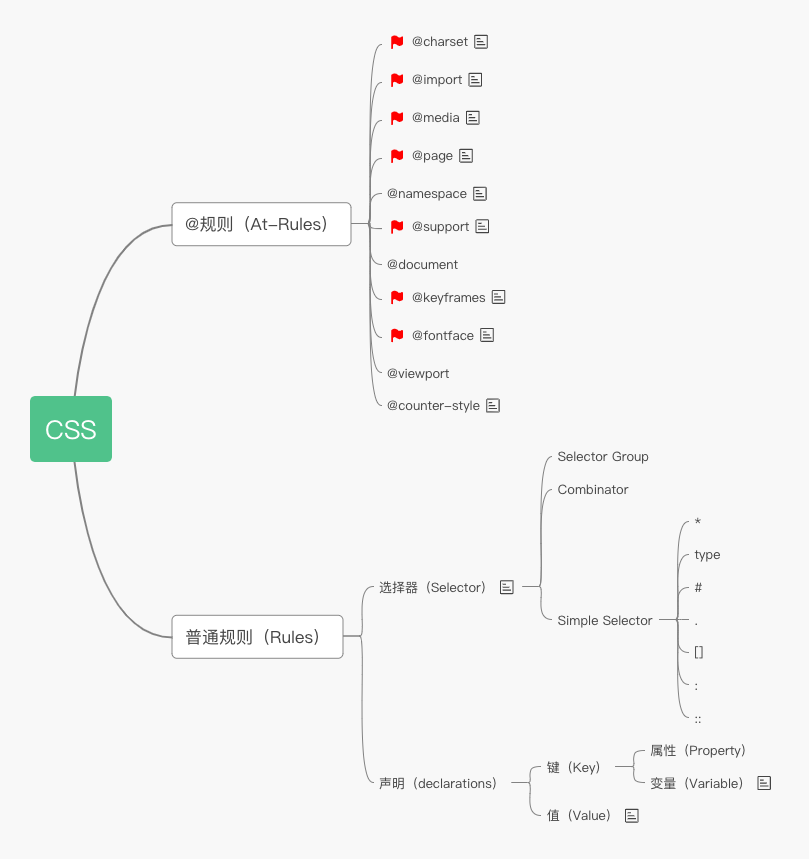 CSS
@规则（At-Rules）
@charset
@import
@media
@page
@namespace
@support
@document
@keyframes
@fontface
@viewport
@counter-style
普通规则（Rules）
选择器（Selector）
Selector Group
Combinator
Simple Selector
*
type
#
.
[]
:
::
声明（declarations）
键（Key）
属性（Property）
变量（Variable）
值（Value）